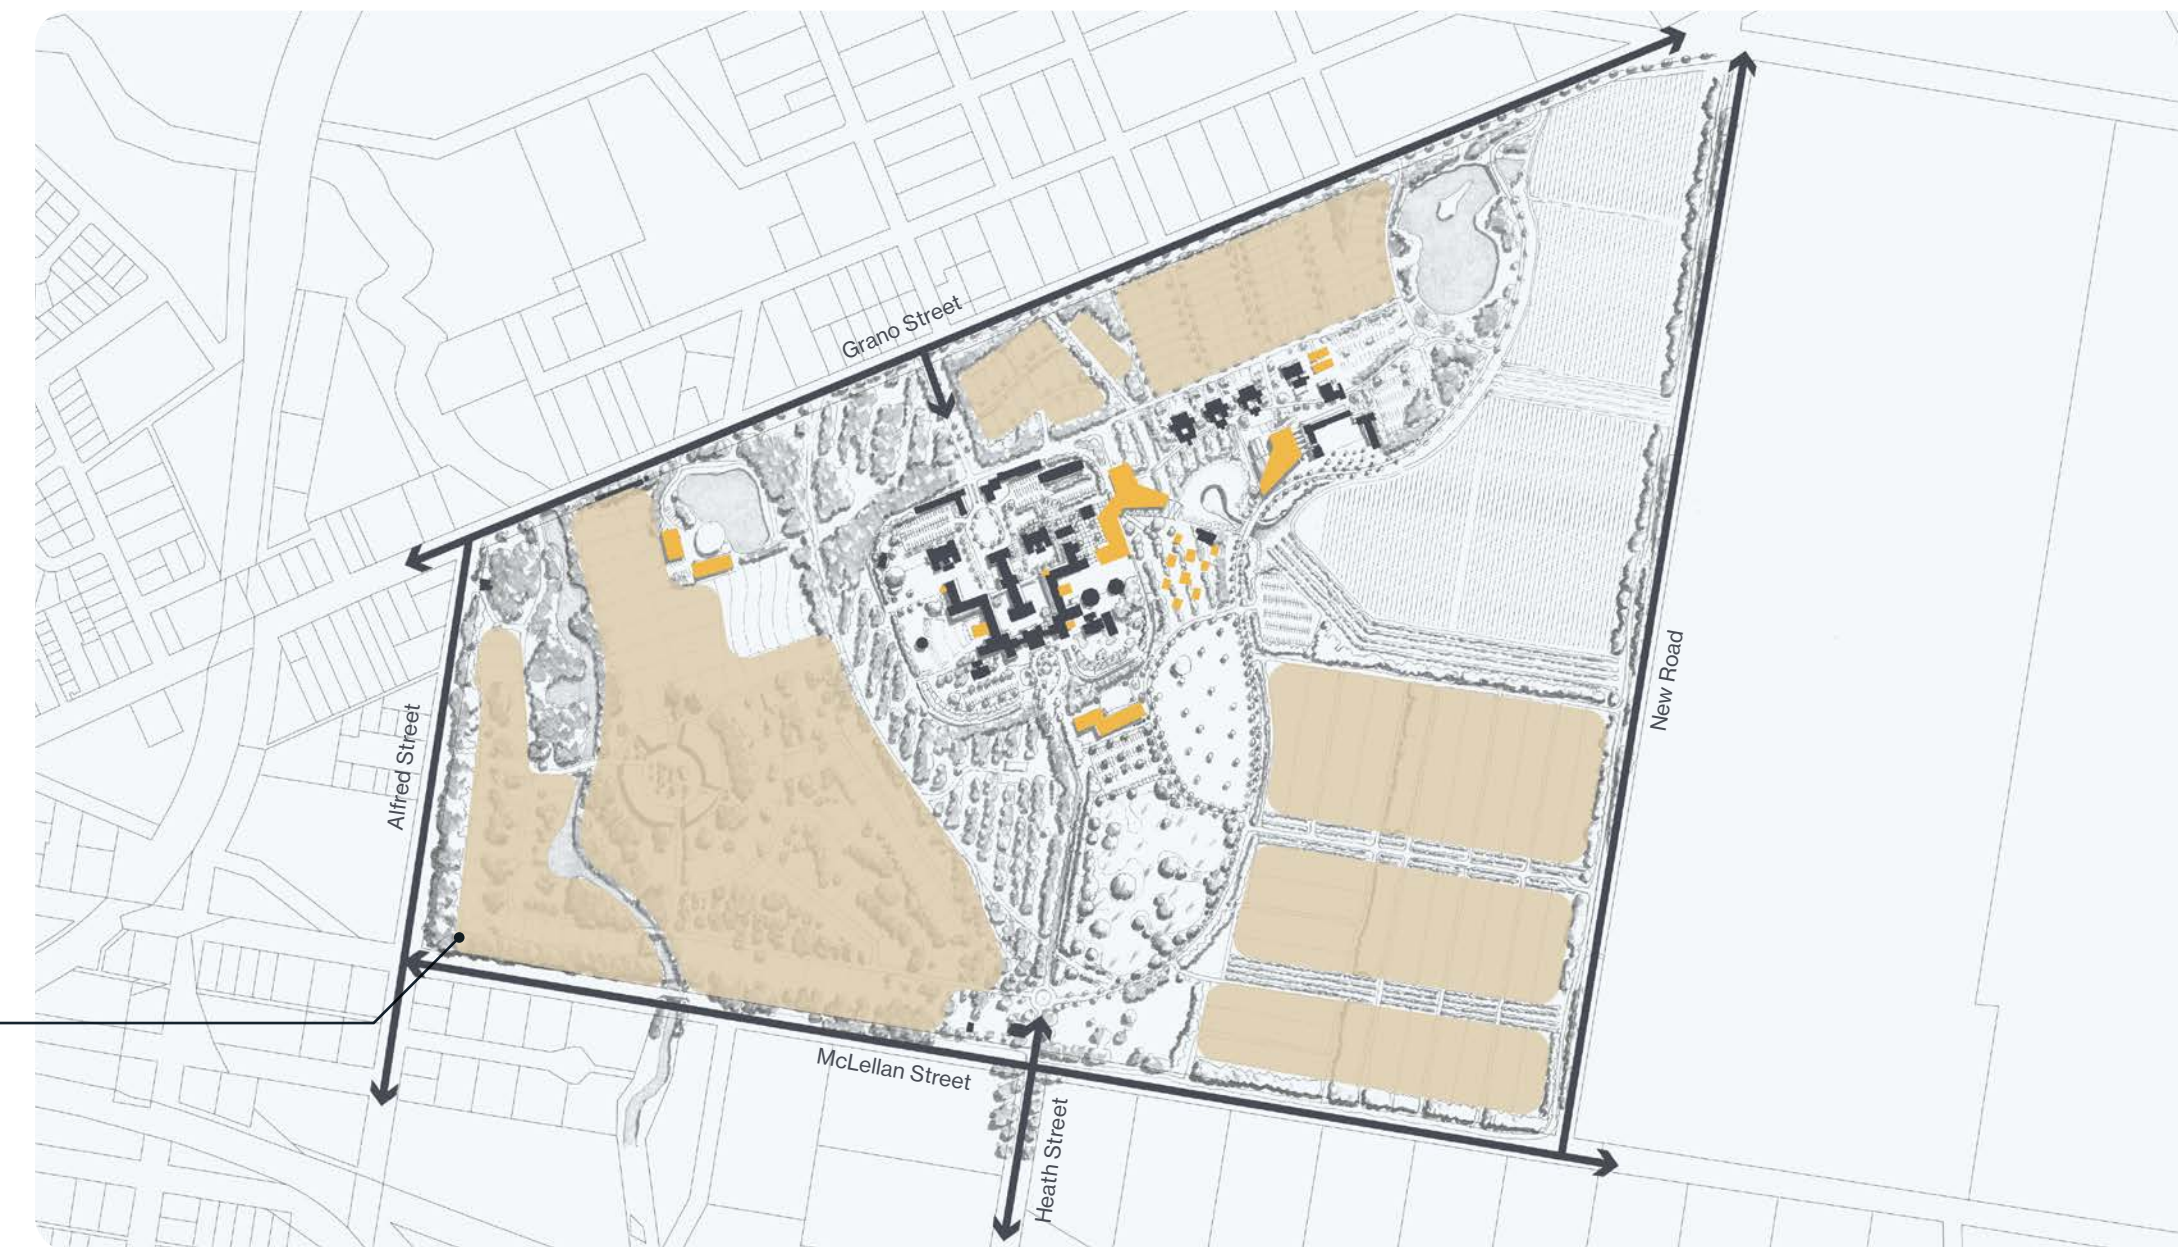 Grano Street
New Road
Alfred Street
McLellan Street
Heath Street